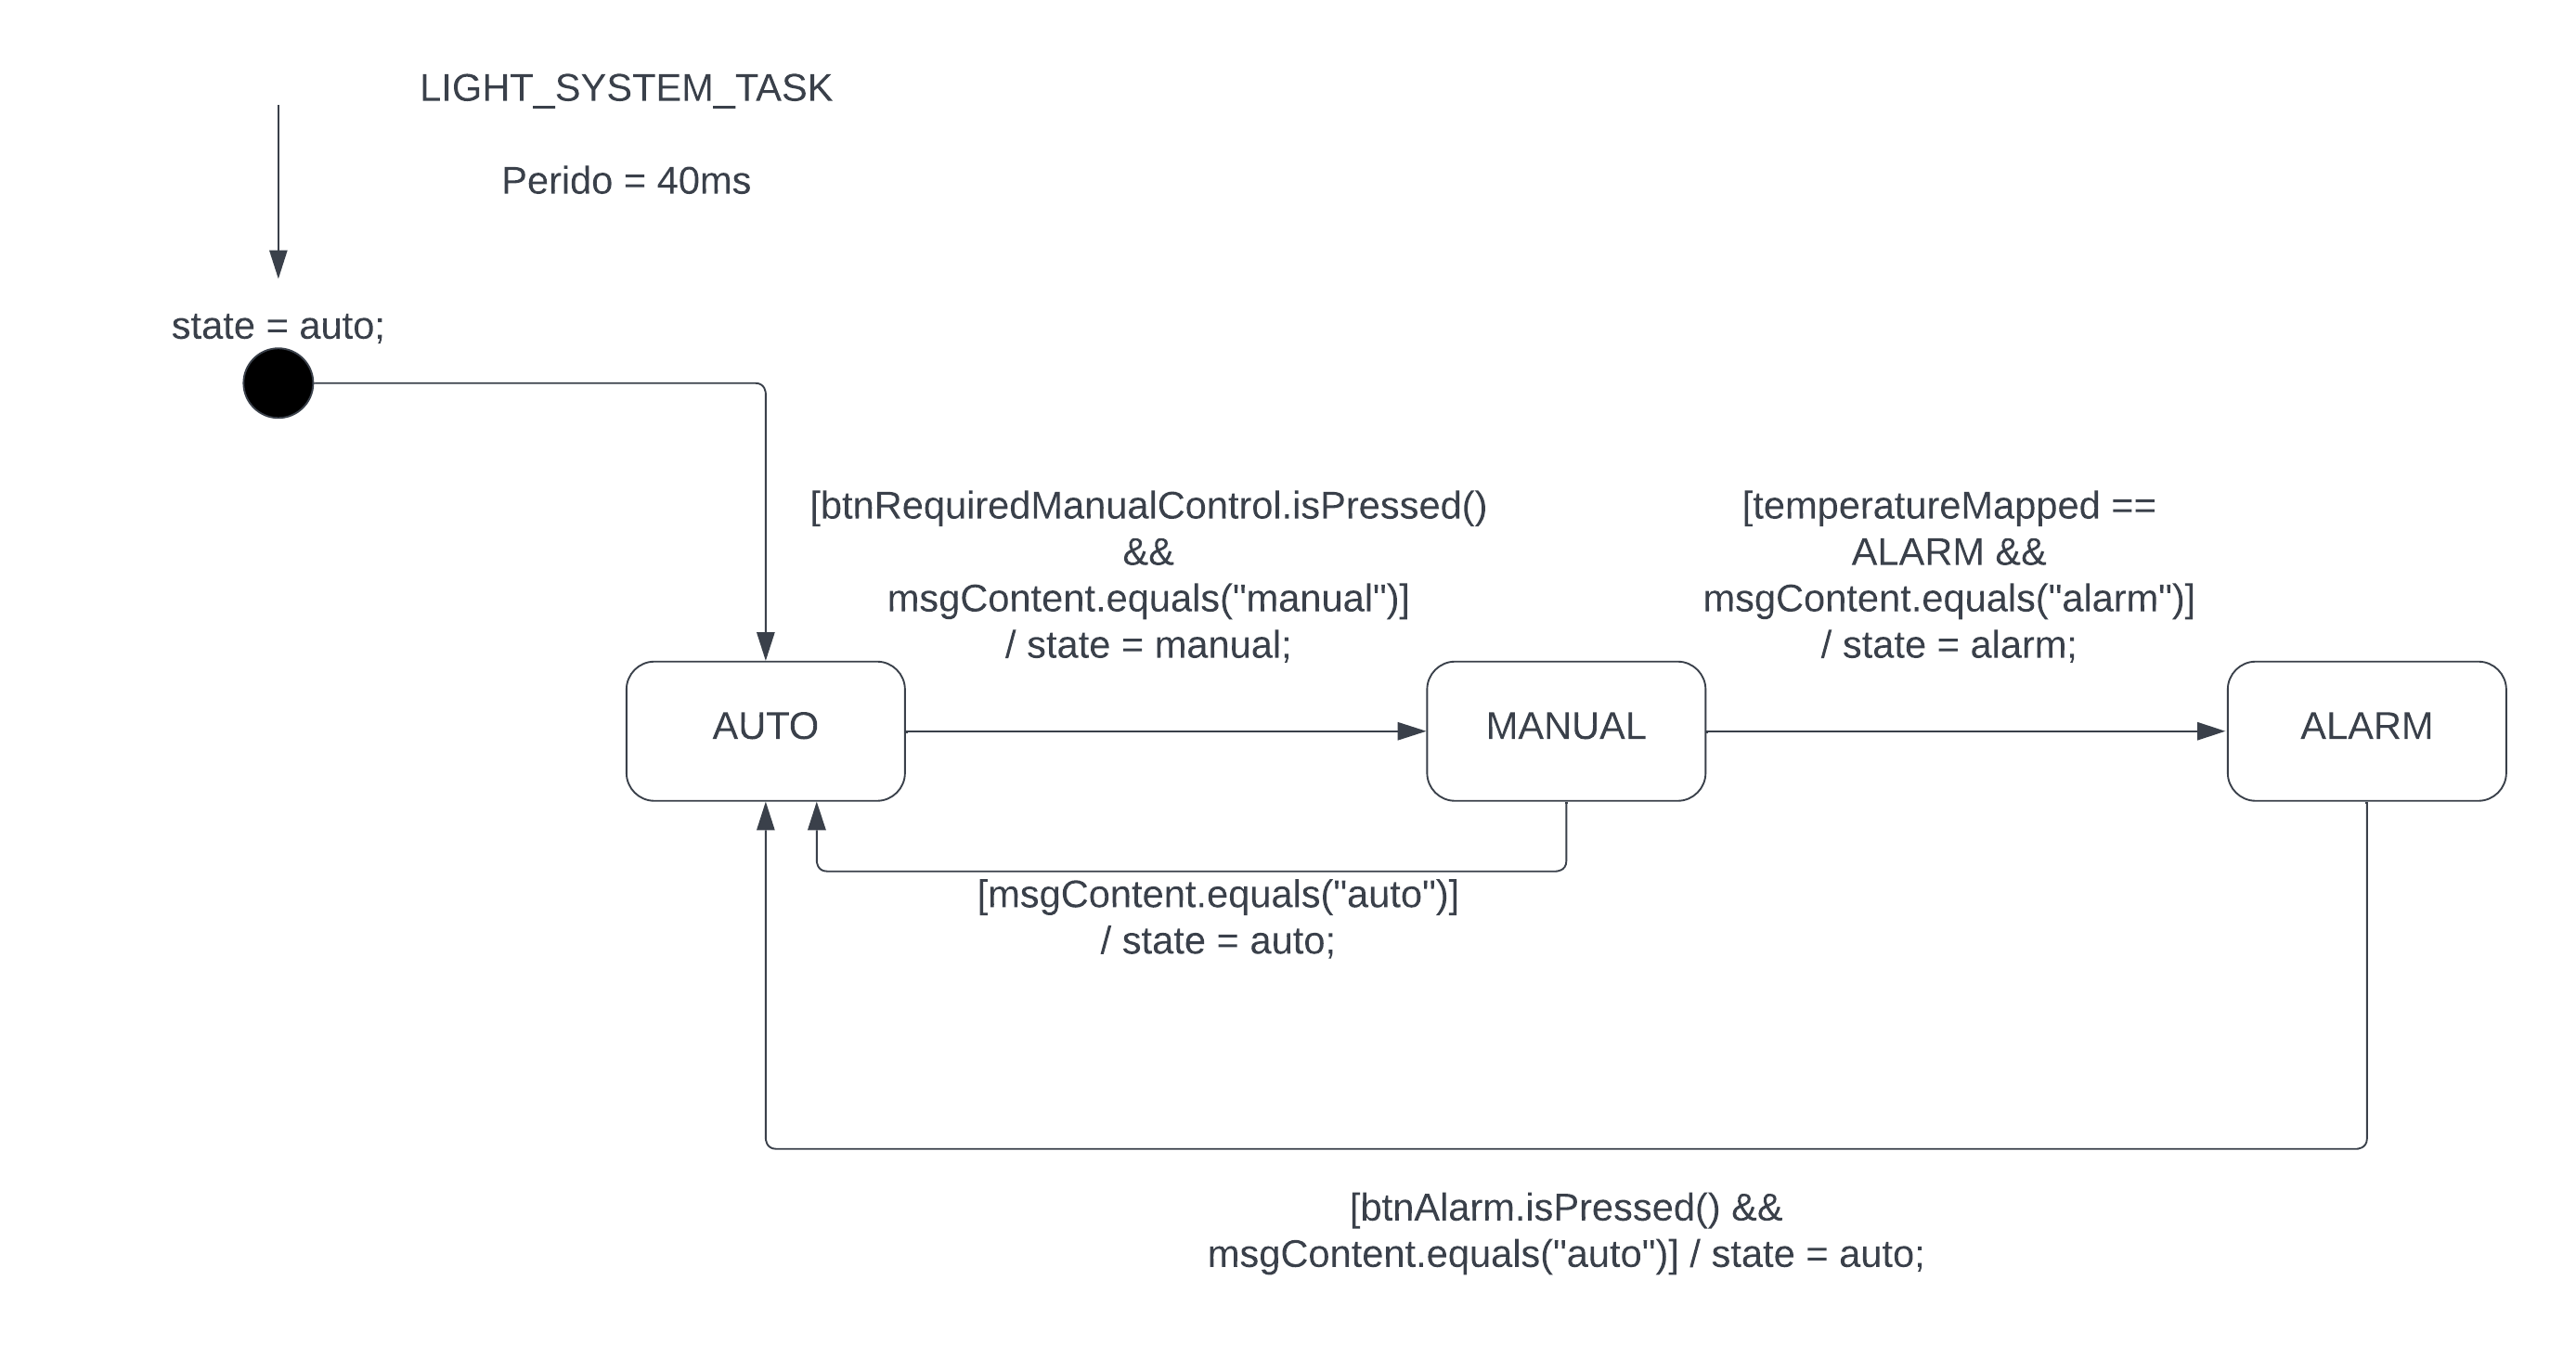 LIGHT_SYSTEM_TASK
Perido = 40ms
state = auto;
[btnRequiredManualControl.isPressed()
&&
msgContent.equals("manual")]
/ state = manual;
[temperatureMapped ==
ALARM &&
msgContent.equals("alarm")]
/ state = alarm;
AUTO
MANUAL
ALARM
[msgContent.equals("auto")]
/ state = auto;
[btnAlarm.isPressed() &&
msgContent.equals("auto")] / state = auto;